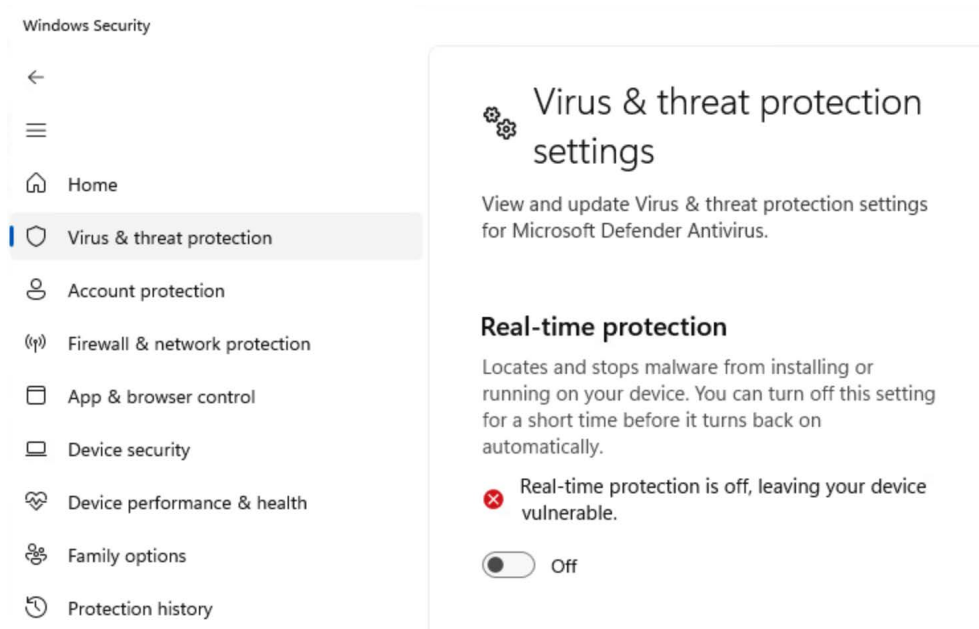 Windows Security
Home
Virus & threat protection
Account protection
Firewall & network protection
App & browser control
Device security
Device performance & health
Family options
Protection history
Virus & threat protection
settings
View and update Virus & threat protection settings
for Microsoft Defender Antivirus.
Real-time protection
Locates and stops malware from installing or
running on your device. You can turn off this setting
for a short time before it turns back on
automatically.
Real-time protection is off, leaving your device
vulnerable.
Off